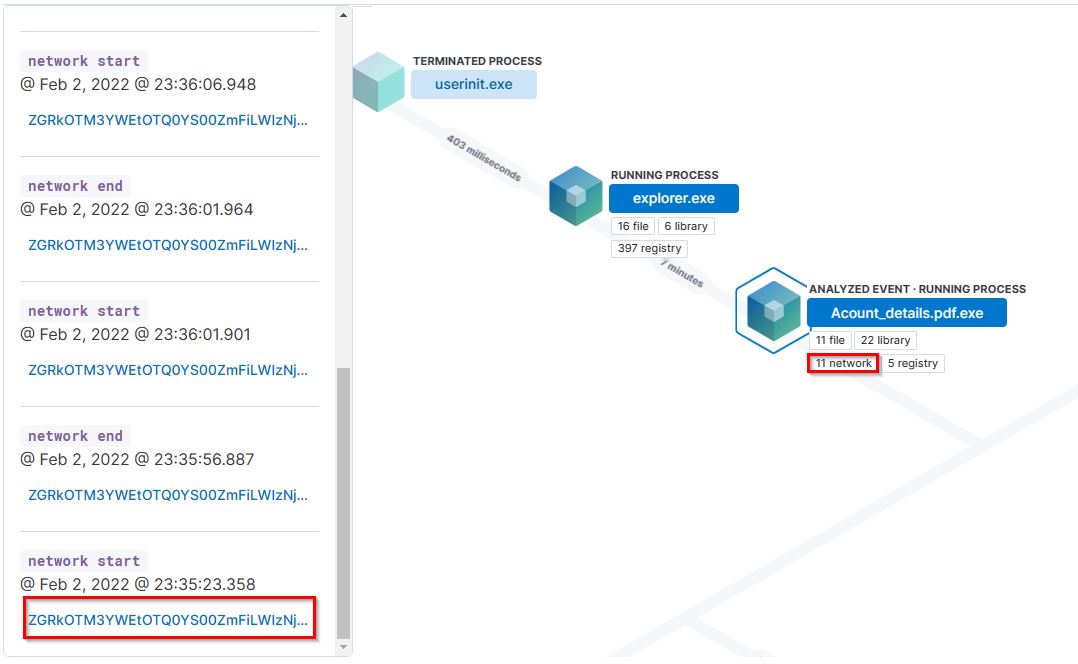 network start
@ Feb 2, 2022 @ 23:36:06.948
ZGRkOTM3YWEtOTQ0YS00ZmFiLWIzNj...
network end
@ Feb 2, 2022 @ 23:36:01.964
ZGRkOTM3YWEtOTQ0YS00ZmFiLWIzNj...
network start
@ Feb 2, 2022 @ 23:36:01.901
ZGRkOTM3YWEtOTQ0YS00ZmFiLWIzNj...
network end
@ Feb 2, 2022 @ 23:35:56.887
ZGRkOTM3YWEtOTQ0YS00ZmFiLWIzNj...
network start
@ Feb 2, 2022 @ 23:35:23.358
ZGRkOTM3YWEtOTQ0YS00ZmFiLWIzNj...
TERMINATED PROCESS
userinit.exe
403 milliseconds
RUNNING PROCESS
explorer.exe
16 file 6 library
397 registry
7 minutes
ANALYZED EVENT · RUNNING PROCESS
Acount_details.pdf.exe
11 file 22 library
11 network 5 registry